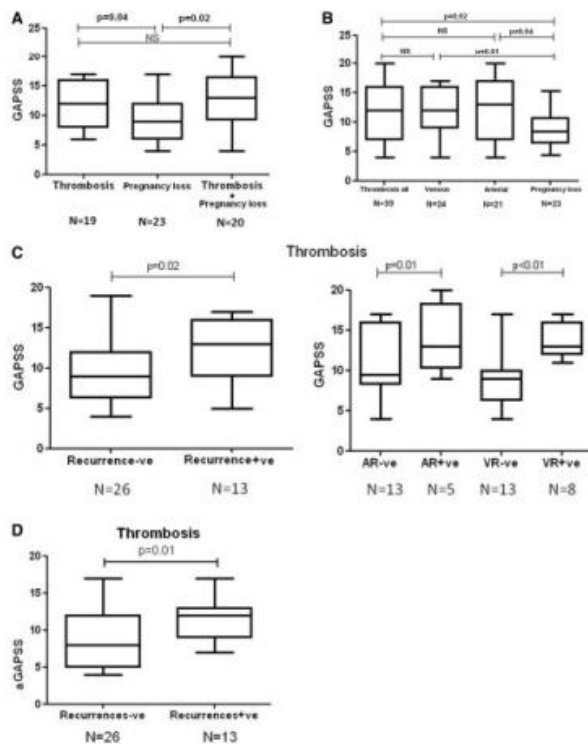 A
p=0.04
p=0.02
NS
GAPSS
25
20
15
10
5
0
Thrombosis
Pregnancy loss
Thrombosis
+
Pregnancy loss
N=19
N=23
N=20
B
p=0.02
NS
p=0.04
NS
p=0.01
GAPSS
25
20
15
10
5
0
Thrombosis all
Venous
Arterial
Pregnancy loss
N=39
N=24
N=21
N=23
C
Thrombosis
p=0.02
GAPSS
20
15
10
5
0
Recurrence-ve
Recurrence+ve
N=26
N=13
p=0.01
p<0.01
GAPSS
20
15
10
5
0
AR-ve
AR+ve
VR-ve
VR+ve
N=13
N=5
N=13
N=8
D
Thrombosis
p=0.01
aGAPSS
20
15
10
5
0
Recurrences-ve
Recurrences+ve
N=26
N=13